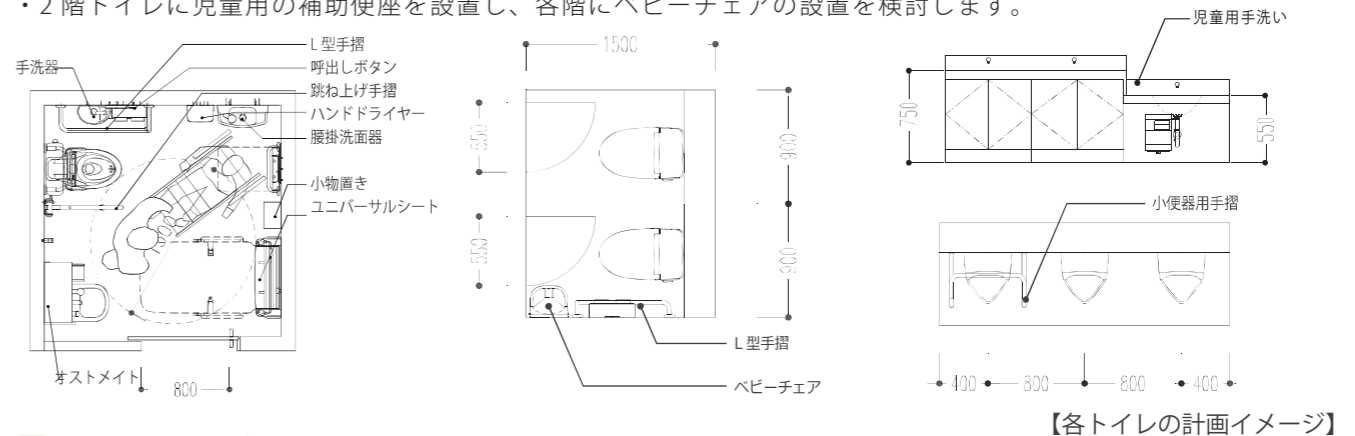 ・2階トイレに児童用の補助便座を設置し、各階にベビーチェアの設置を検討します。
L型手摺
手洗器
呼出しボタン
跳ね上げ手摺
ハンドドライヤー
腰掛洗面器
小物置き
ユニバーサルシート
オストメイト
800
1500
550
550
900
900
L型手摺
ベビーチェア
児童用手洗い
750
550
小便器用手摺
400
800
800
400
【各トイレの計画イメージ】